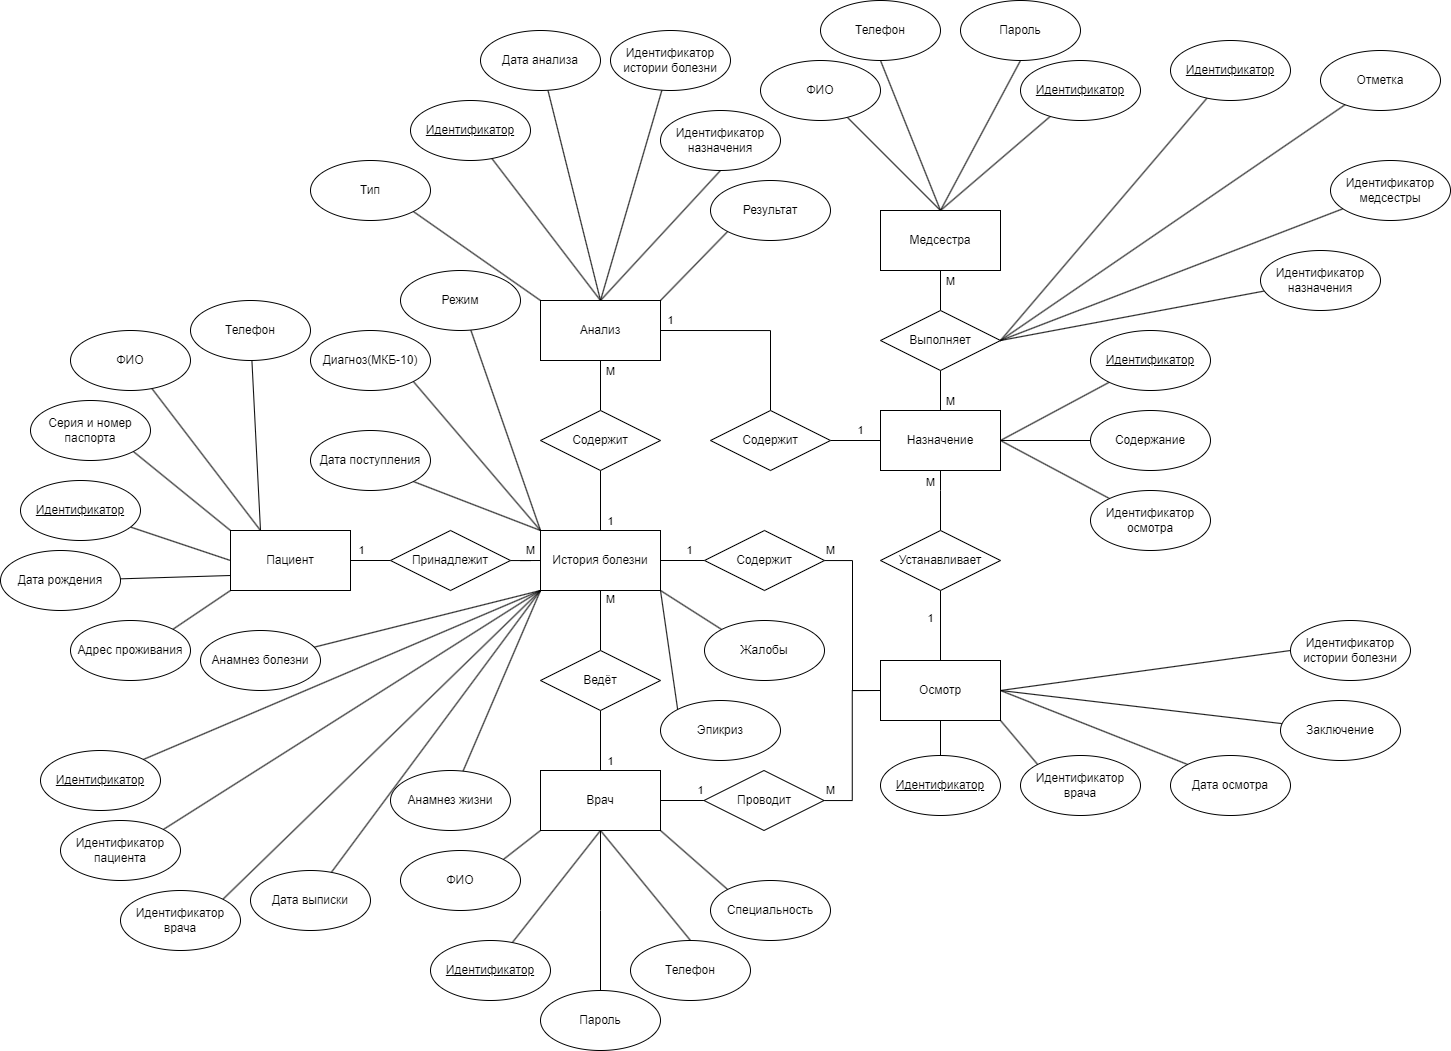 Телефон
Пароль
Дата анализа
Идентификатор
истории болезни
Идентификатор
Отметка
ФИО
Идентификатор
Идентификатор
Идентификатор
назначения
Тип
Результат
Идентификатор
медсестры
Медсестра
Идентификатор
назначения
М
Режим
Анализ
1
Выполняет
Телефон
ФИО
Диагноз(МКБ-10)
М
Идентификатор
М
Серия и номер
паспорта
Дата поступления
Содержит
Содержит
1
Назначение
Содержание
М
Идентификатор
1
Идентификатор
осмотра
Пациент
1
Принадлежит
М
История болезни
1
Содержит
М
Устанавливает
Дата рождения
М
1
Адрес проживания
Анамнез болезни
Жалобы
Идентификатор
истории болезни
Ведёт
Осмотр
Эпикриз
Заключение
1
Идентификатор
Анамнез жизни
Врач
1
Проводит
М
Идентификатор
Идентификатор
врача
Дата осмотра
Идентификатор
пациента
ФИО
Дата выписки
Специальность
Идентификатор
врача
Идентификатор
Телефон
Пароль